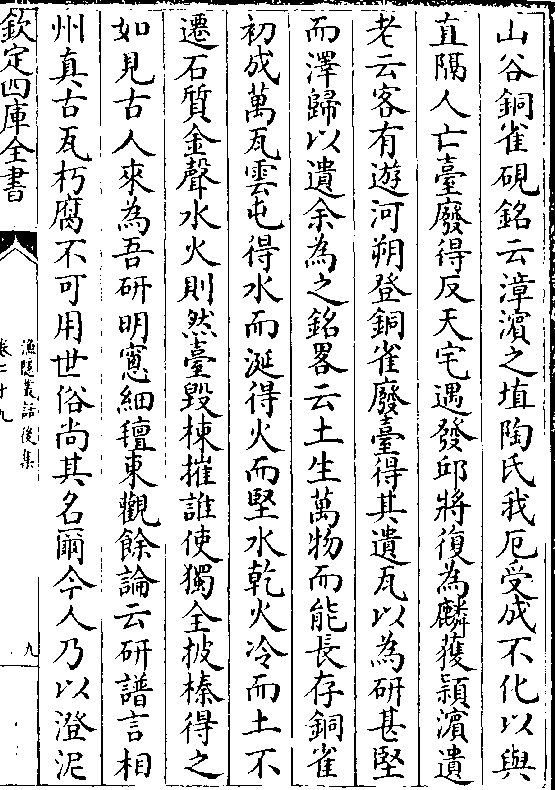 山谷銅雀硯銘云漳濵之埴陶氏我厄受成不化以與
直隅人亡臺廢得反天宅遇發邱將復為麟獲潁濵遺
老云客有遊河朔登銅雀廢臺得其遺瓦以為研甚堅
而澤歸以遺余為之銘畧云土生萬物而能長存銅雀
初成萬瓦雲屯得水而涎得火而堅水乾火冷而土不
遷石質金聲水火則然臺毀棟摧誰使獨全披榛得之
如見古人來為吾研明窻細氊東觀餘論云研譜言相
州真古瓦朽腐不可用世俗尚其名爾今人乃以澄泥
欽定四庫全書
漁隠叢話後集
卷二十九
九